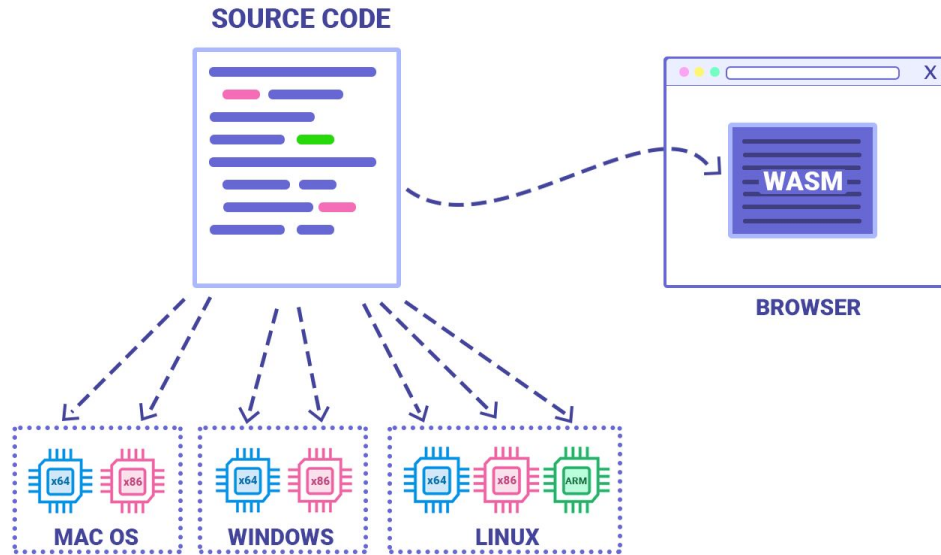 SOURCE CODE
X
WASM
BROWSER
x64
x86
x64
x86
x64
x86
ARM
MAC OS
WINDOWS
LINUX